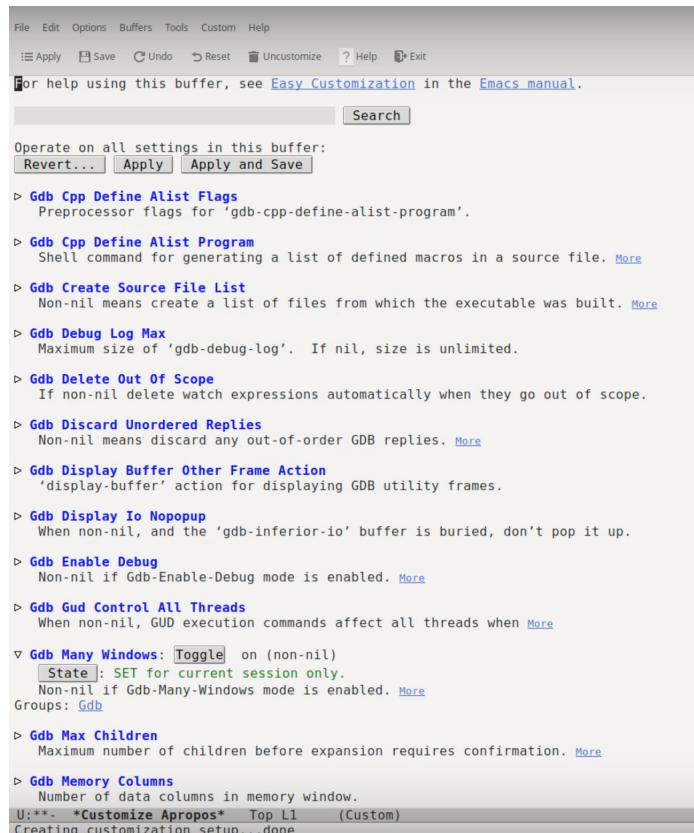 File Edit Options Buffers Tools Custom Help
Apply Save Undo Reset Uncustomize ? Help Exit
For help using this buffer, see Easy Customization in the Emacs manual.
Search
Operate on all settings in this buffer:
Revert... Apply Apply and Save
▷ Gdb Cpp Define Alist Flags
Preprocessor flags for ‘gdb-cpp-define-alist-program’.
▷ Gdb Cpp Define Alist Program
Shell command for generating a list of defined macros in a source file. More
▷ Gdb Create Source File List
Non-nil means create a list of files from which the executable was built. More
▷ Gdb Debug Log Max
Maximum size of ‘gdb-debug-log’.  If nil, size is unlimited.
▷ Gdb Delete Out Of Scope
If non-nil delete watch expressions automatically when they go out of scope.
▷ Gdb Discard Unordered Replies
Non-nil means discard any out-of-order GDB replies. More
▷ Gdb Display Buffer Other Frame Action
‘display-buffer’ action for displaying GDB utility frames.
▷ Gdb Display Io Nopopup
When non-nil, and the ‘gdb-inferior-io’ buffer is buried, don’t pop it up.
▷ Gdb Enable Debug
Non-nil if Gdb-Enable-Debug mode is enabled. More
▷ Gdb Gud Control All Threads
When non-nil, GUD execution commands affect all threads when More
▽ Gdb Many Windows: Toggle on (non-nil)
State : SET for current session only.
Non-nil if Gdb-Many-Windows mode is enabled. More
Groups: Gdb
▷ Gdb Max Children
Maximum number of children before expansion requires confirmation. More
▷ Gdb Memory Columns
Number of data columns in memory window.
U:**- *Customize Apropos* Top L1 (Custom)
Creating customization setup...done